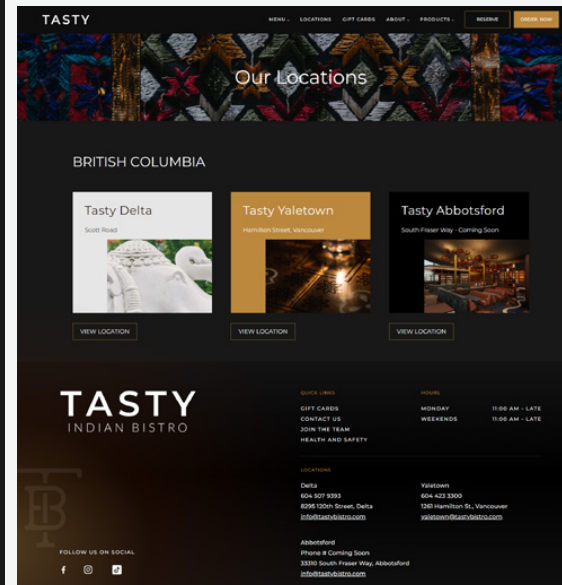 TASTY
MENU
LOCATIONS
GIFT CARDS
ABOUT
PRODUCTS
RESERVE
ORDER NOW
Our Locations
BRITISH COLUMBIA
Tasty Delta
Scott Road
VIEW LOCATION
Tasty Yaletown
Hamilton Street, Vancouver
VIEW LOCATION
Tasty Abbotsford
South Fraser Way - Coming Soon
VIEW LOCATION
TASTY
INDIAN BISTRO
TB
FOLLOW US ON SOCIAL
QUICK LINKS
GIFT CARDS
CONTACT US
JOIN THE TEAM
HEALTH AND SAFETY
HOURS
MONDAY 11:00 AM - LATE
WEEKENDS 11:00 AM - LATE
LOCATIONS
Delta
604 507 9393
8295 120th Street, Delta
info@tastybistro.com
Yaletown
604 423 3300
1261 Hamilton St., Vancouver
yaletown@tastybistro.com
Abbotsford
Phone # Coming Soon
33310 South Fraser Way, Abbotsford
info@tastybistro.com